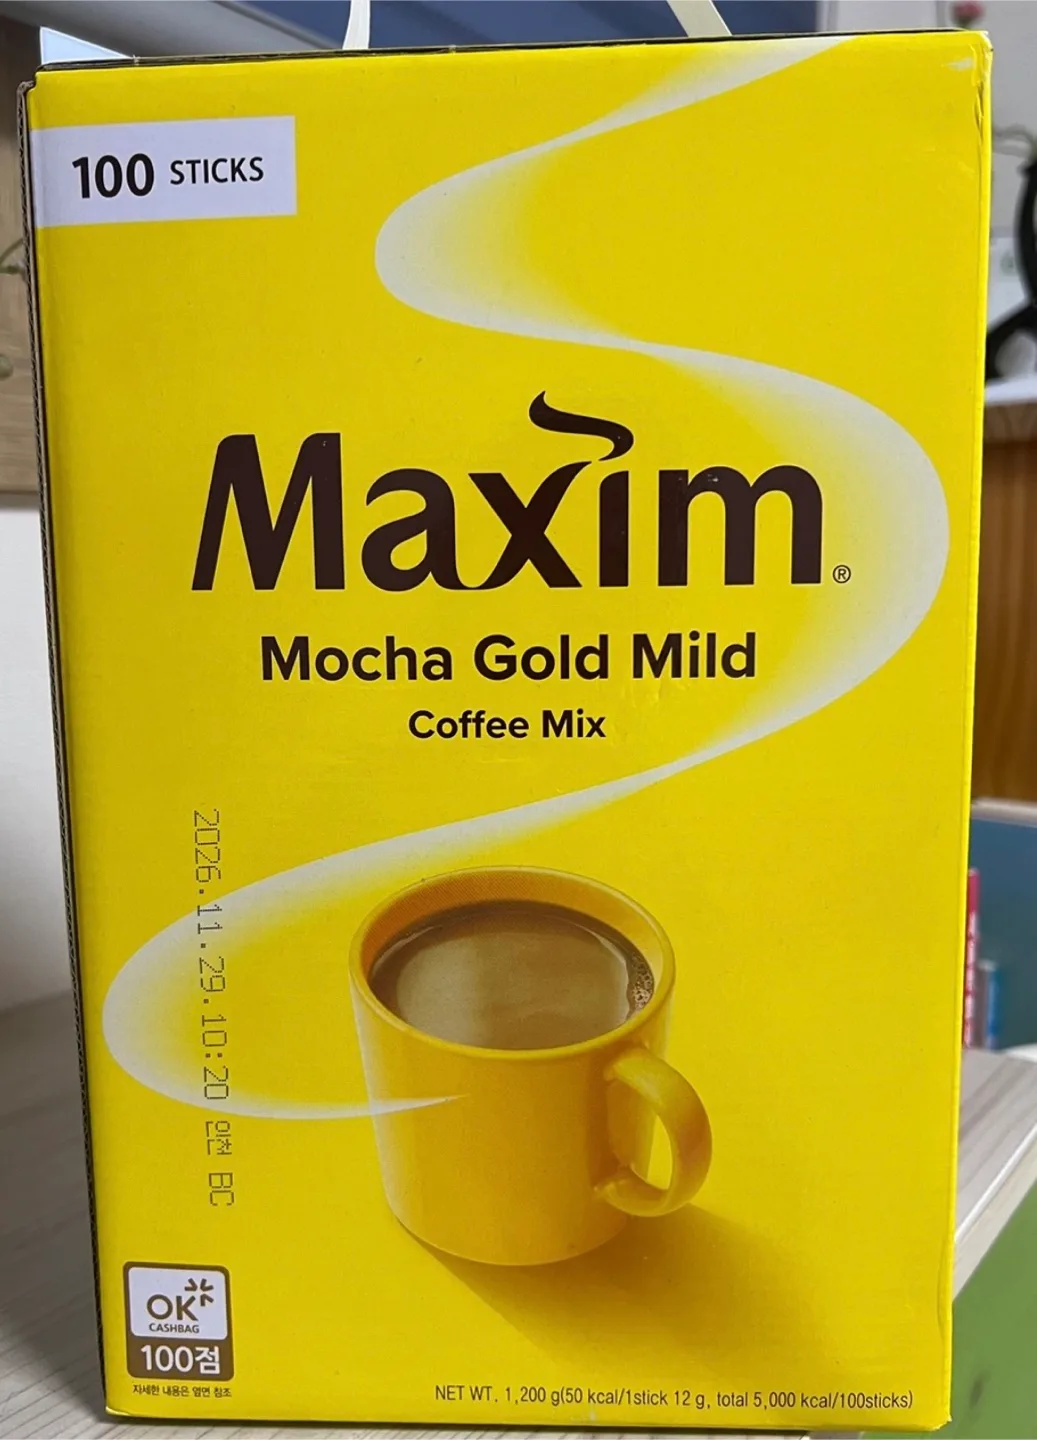 100 STICKS
Maxim®
Mocha Gold Mild
Coffee Mix
2026.11.29.10:20 인천 BC
OK
CASHBAG
100점
자세한 내용은 옆면 참조
NET WT. 1,200 g(50 kcal/1stick 12 g, total 5,000 kcal/100sticks)